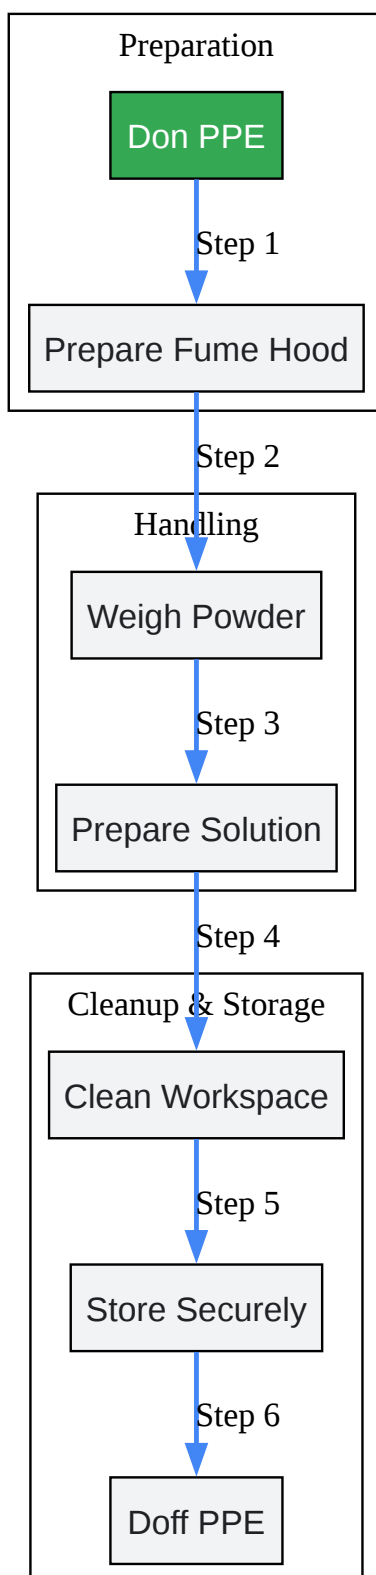 Preparation
Don PPE
Step 1
Prepare Fume Hood
Step 2
Handling
Weigh Powder
Step 3
Prepare Solution
Step 4
Cleanup & Storage
Clean Workspace
Step 5
Store Securely
Step 6
Doff PPE